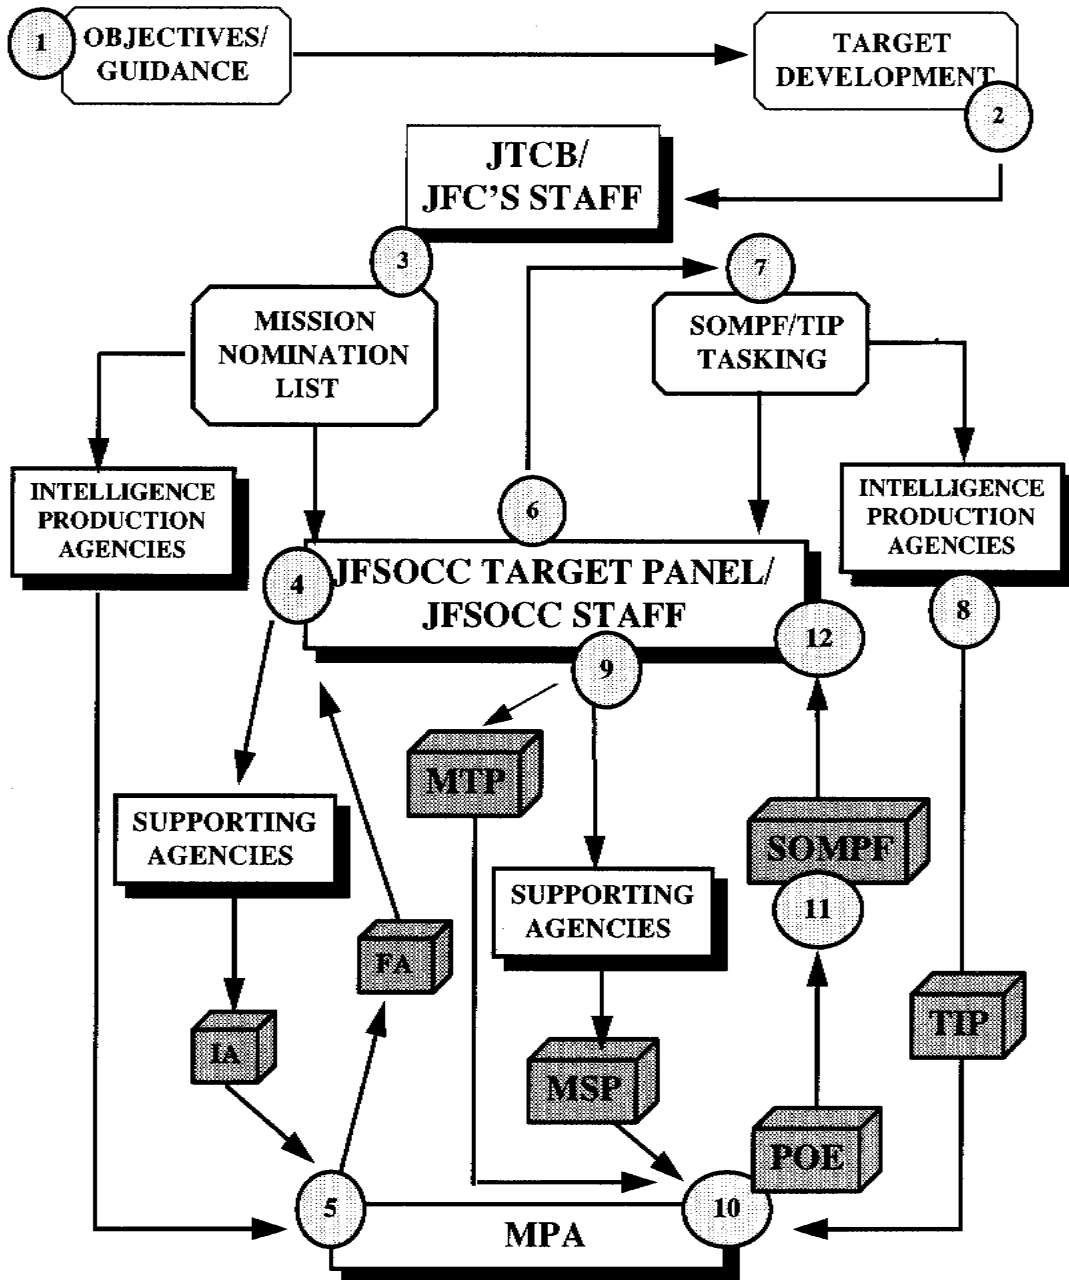 1
OBJECTIVES/
GUIDANCE
TARGET
DEVELOPMENT
2
JTCB/
JFC'S STAFF
3
7
MISSION
NOMINATION
LIST
SOMPF/TIP
TASKING
INTELLIGENCE
PRODUCTION
AGENCIES
6
INTELLIGENCE
PRODUCTION
AGENCIES
4
JFSOCC TARGET PANEL/
JFSOCC STAFF
8
12
9
MTP
SUPPORTING
AGENCIES
SOMPF
11
SUPPORTING
AGENCIES
FA
TIP
IA
MSP
POE
5
10
MPA